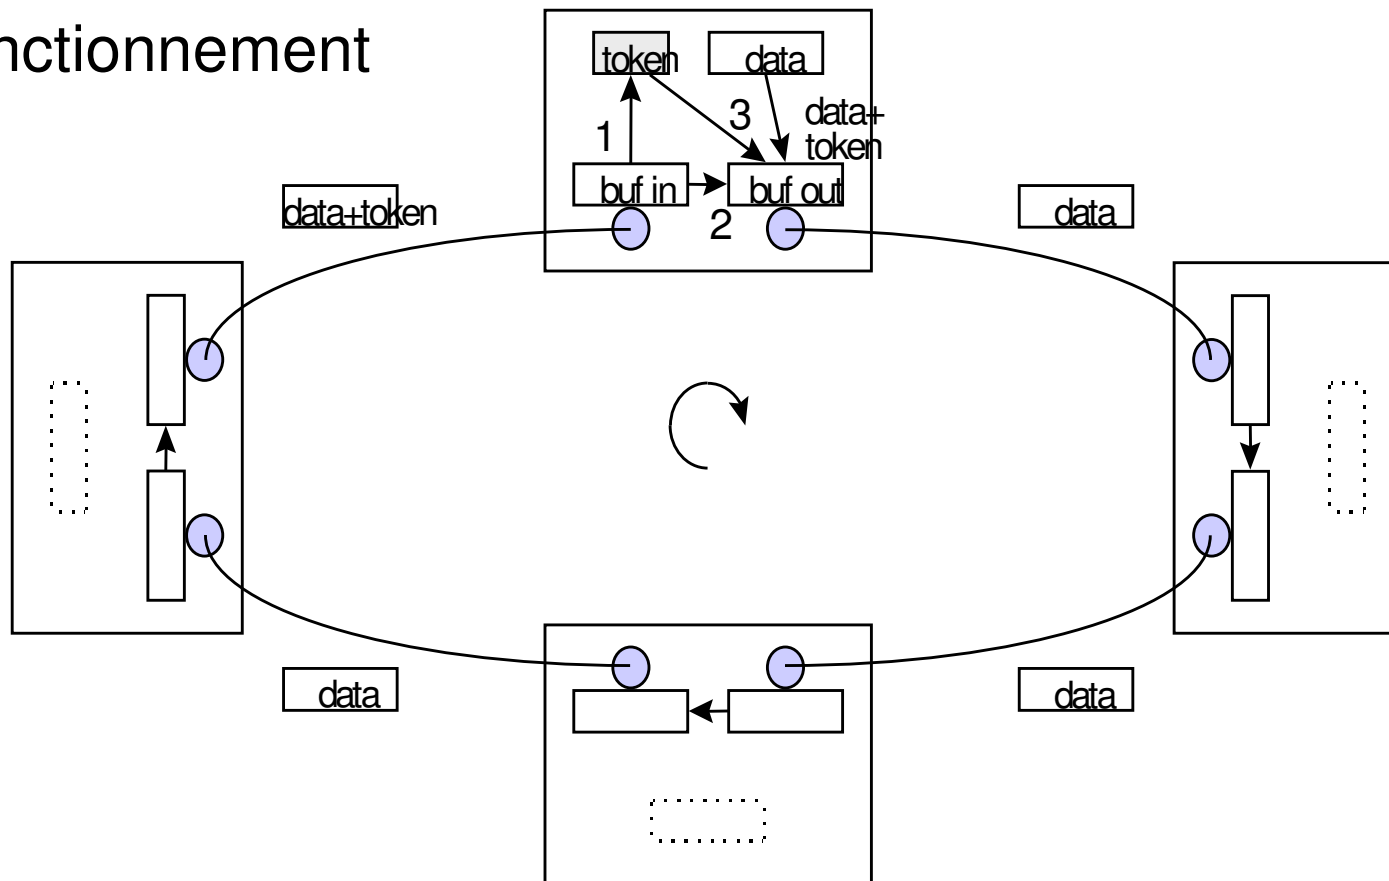 nctionnement
token
data
1
3
data+
token
buf in
buf out
2
data+token
data
data
data